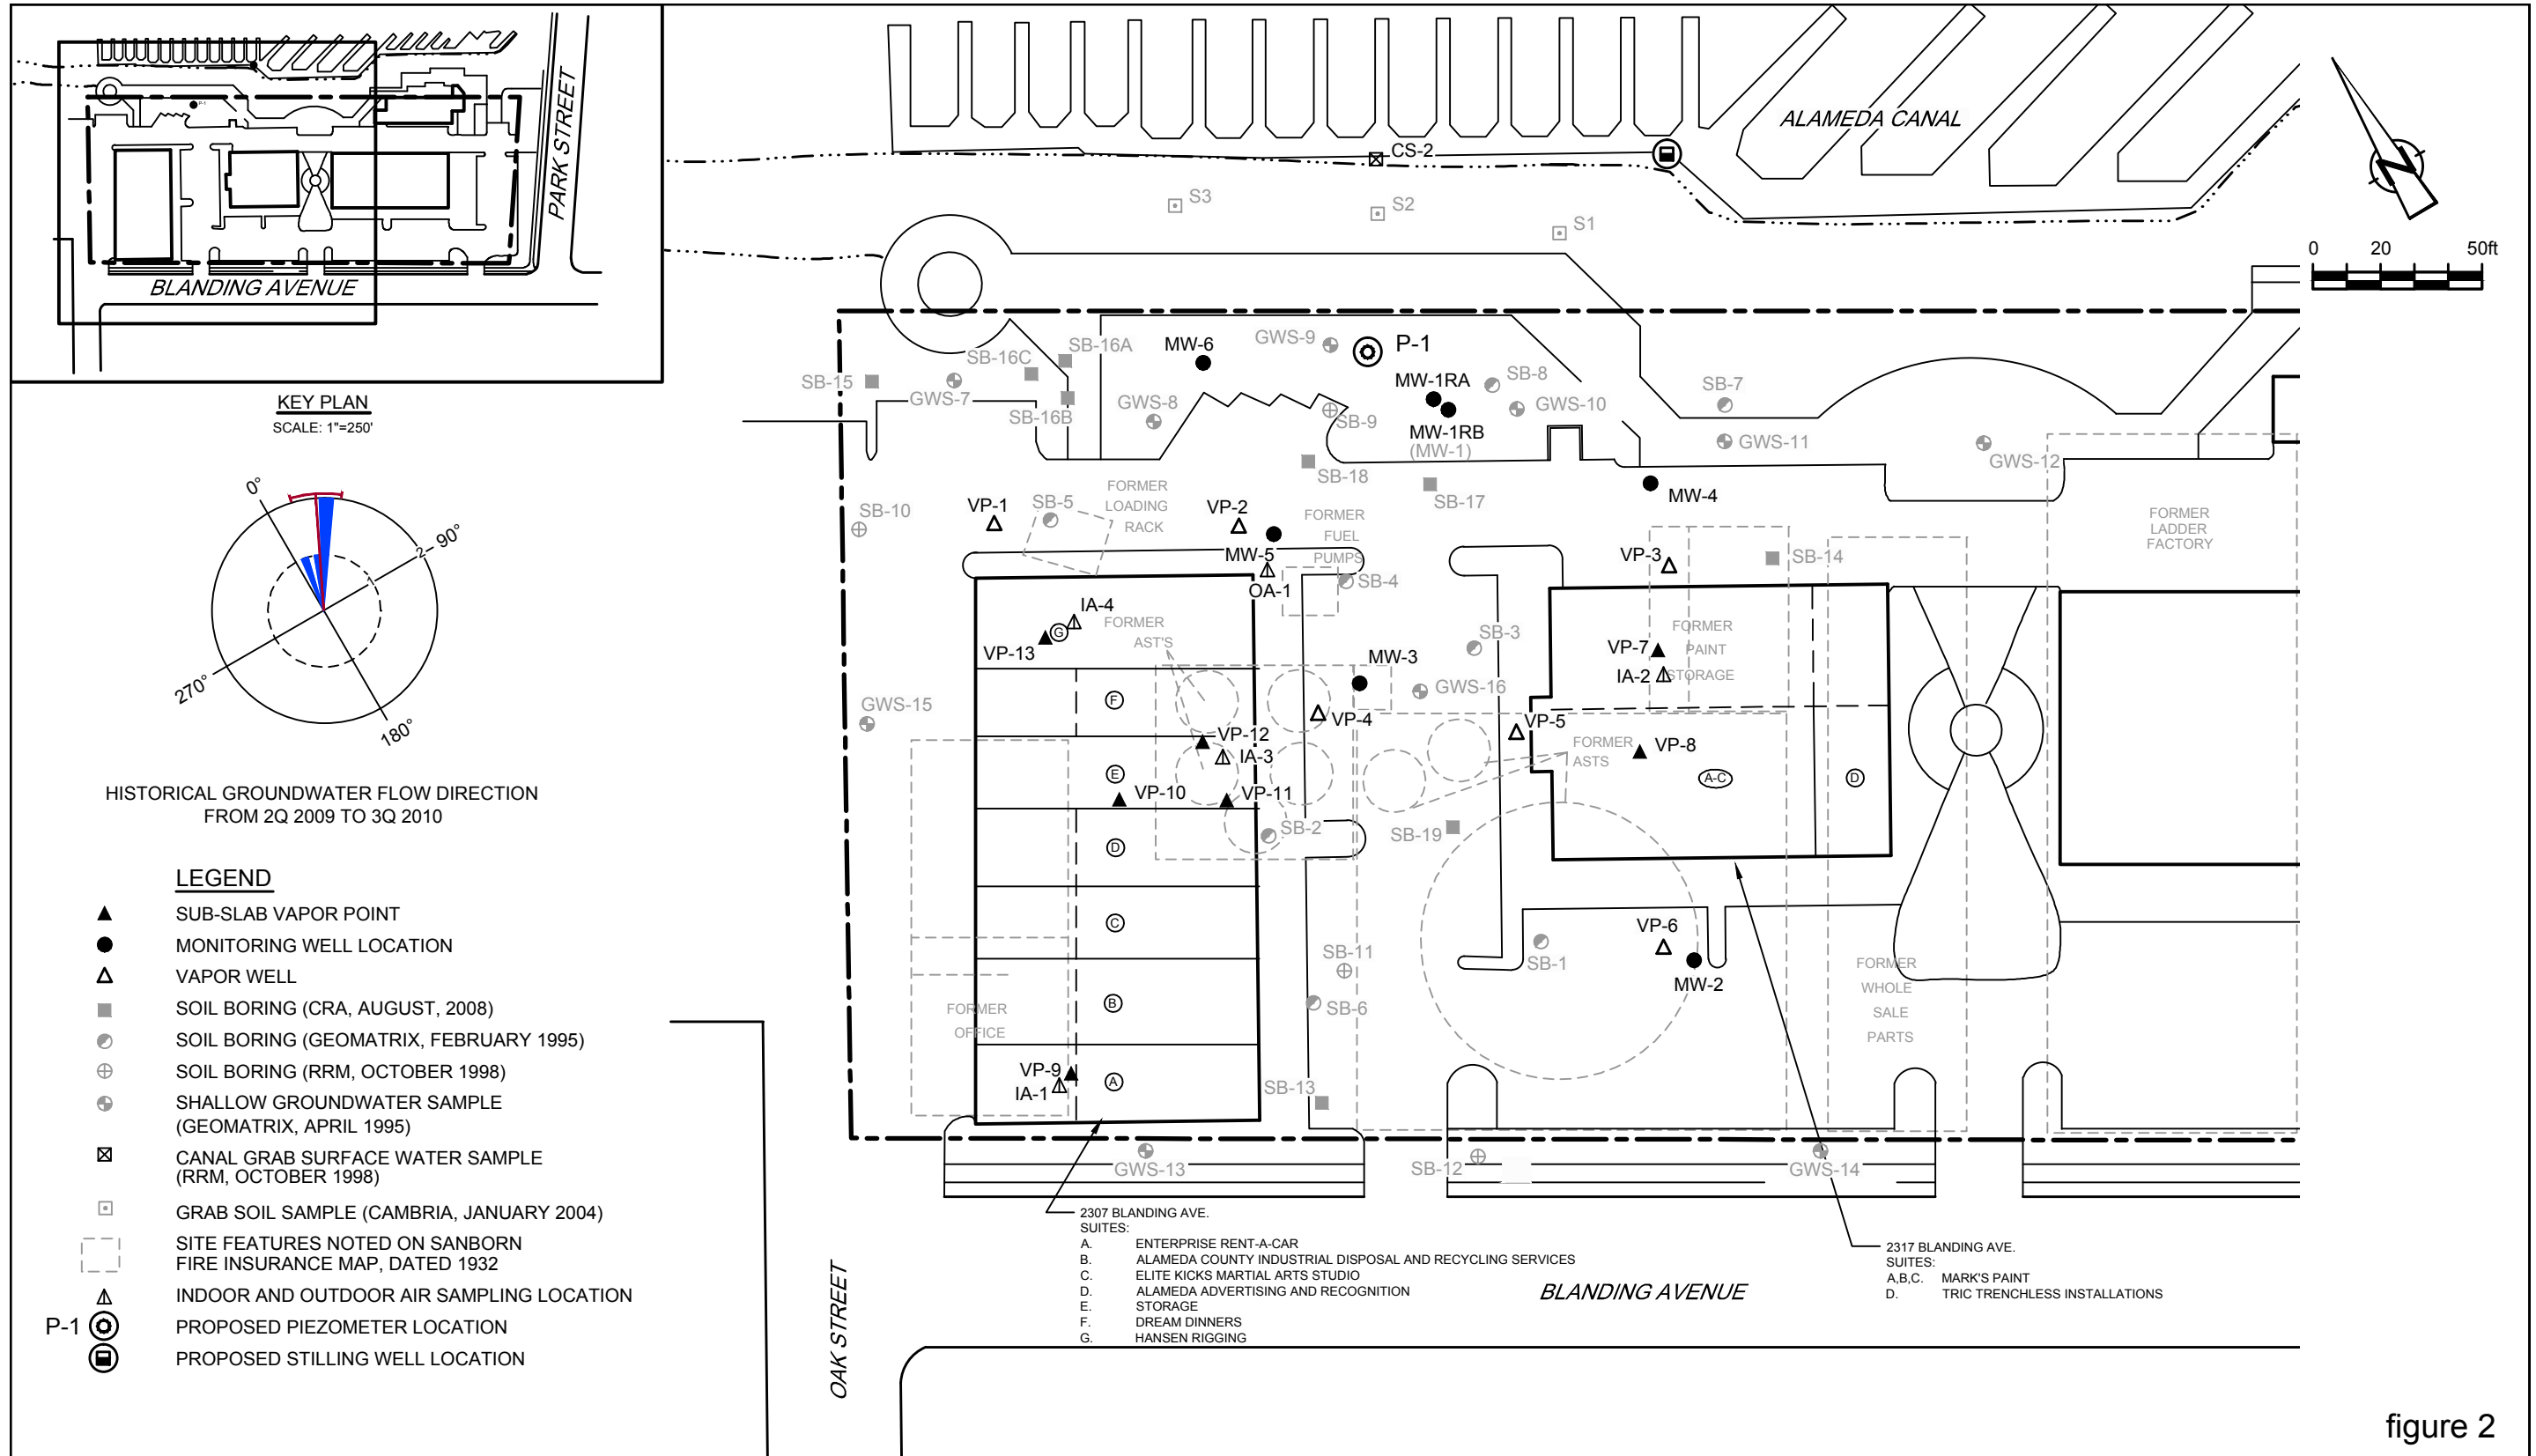 PARK STREET
P-1
BLANDING AVENUE
KEY PLAN
SCALE: 1"=250'
0°
90°
2
180°
270°
HISTORICAL GROUNDWATER FLOW DIRECTION
FROM 2Q 2009 TO 3Q 2010
LEGEND
SUB-SLAB VAPOR POINT
MONITORING WELL LOCATION
VAPOR WELL
SOIL BORING (CRA, AUGUST, 2008)
SOIL BORING (GEOMATRIX, FEBRUARY 1995)
SOIL BORING (RRM, OCTOBER 1998)
SHALLOW GROUNDWATER SAMPLE
(GEOMATRIX, APRIL 1995)
CANAL GRAB SURFACE WATER SAMPLE
(RRM, OCTOBER 1998)
GRAB SOIL SAMPLE (CAMBRIA, JANUARY 2004)
SITE FEATURES NOTED ON SANBORN
FIRE INSURANCE MAP, DATED 1932
INDOOR AND OUTDOOR AIR SAMPLING LOCATION
P-1 PROPOSED PIEZOMETER LOCATION
PROPOSED STILLING WELL LOCATION
ALAMEDA CANAL
CS-2
S3
S2
S1
N
0 20 50ft
SB-15
SB-16C
SB-16A
SB-16B
GWS-7
MW-6
GWS-8
GWS-9
P-1
SB-9
MW-1RA
MW-1RB
(MW-1)
SB-8
GWS-10
SB-7
GWS-11
GWS-12
SB-18
SB-17
MW-4
SB-10
VP-1
SB-5
FORMER
LOADING
RACK
VP-2
MW-5
OA-1
FORMER
FUEL
PUMPS
SB-4
VP-3
SB-14
FORMER
LADDER
FACTORY
IA-4
G
VP-13
FORMER
AST'S
SB-3
MW-3
GWS-16
VP-7
IA-2
FORMER
PAINT
STORAGE
GWS-15
F
VP-4
VP-5
VP-12
IA-3
E
VP-10
VP-11
FORMER
ASTS
VP-8
A-C
D
SB-2
SB-19
D
C
SB-11
SB-1
VP-6
MW-2
FORMER
WHOLE
SALE
PARTS
FORMER
OFFICE
B
SB-6
VP-9
IA-1
A
SB-13
GWS-13
SB-12
GWS-14
2307 BLANDING AVE.
SUITES:
A. ENTERPRISE RENT-A-CAR
B. ALAMEDA COUNTY INDUSTRIAL DISPOSAL AND RECYCLING SERVICES
C. ELITE KICKS MARTIAL ARTS STUDIO
D. ALAMEDA ADVERTISING AND RECOGNITION
E. STORAGE
F. DREAM DINNERS
G. HANSEN RIGGING
2317 BLANDING AVE.
SUITES:
A,B,C. MARK'S PAINT
D. TRIC TRENCHLESS INSTALLATIONS
BLANDING AVENUE
OAK STREET
figure 2